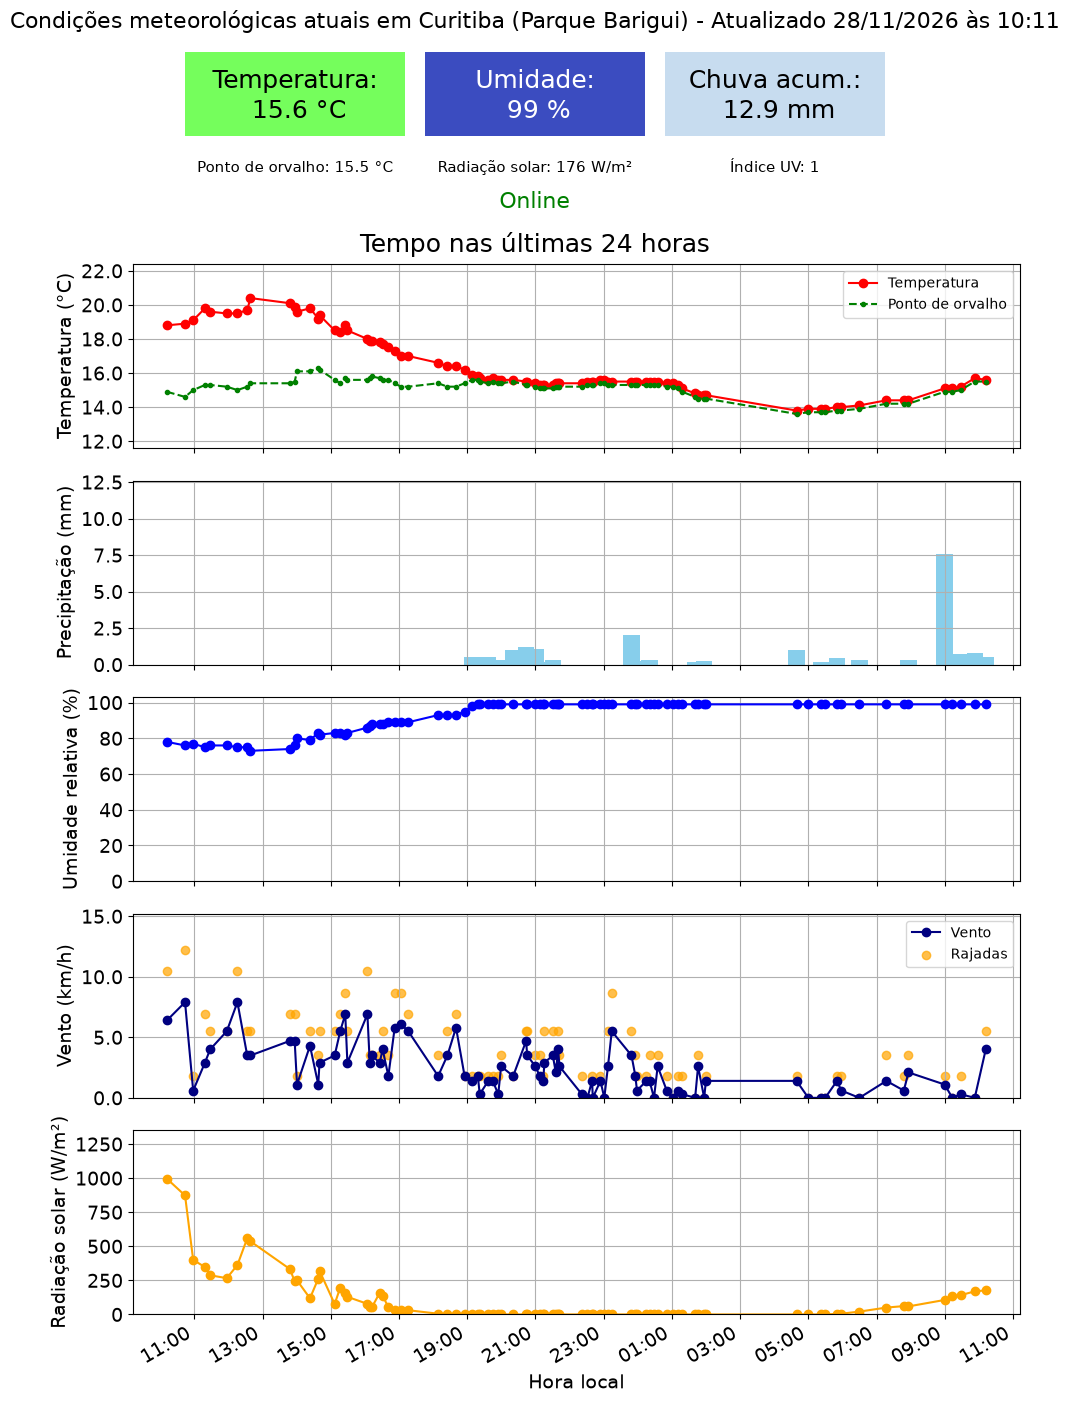 Condições meteorológicas atuais em Curitiba (Parque Barigui) - Atualizado 28/11/2026 às 10:11
Temperatura:
15.6 °C
Umidade:
99 %
Chuva acum.:
12.9 mm
Ponto de orvalho: 15.5 °C
Radiação solar: 176 W/m²
Índice UV: 1
Online
Tempo nas últimas 24 horas
Temperatura (°C)
22.0
20.0
18.0
16.0
14.0
12.0
Temperatura
Ponto de orvalho
Precipitação (mm)
12.5
10.0
7.5
5.0
2.5
0.0
Umidade relativa (%)
100
80
60
40
20
0
Vento (km/h)
15.0
10.0
5.0
0.0
Vento
Rajadas
Radiação solar (W/m²)
1250
1000
750
500
250
0
11:00
13:00
15:00
17:00
19:00
21:00
23:00
01:00
03:00
05:00
07:00
09:00
11:00
Hora local